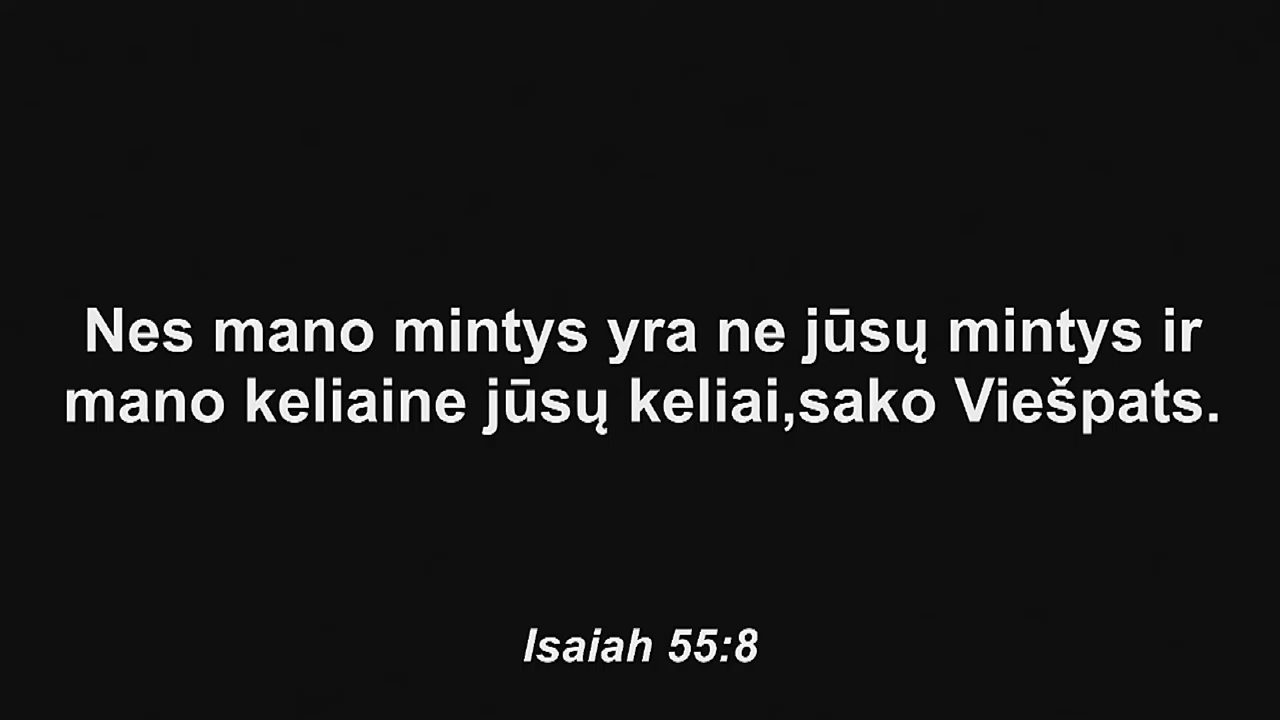 Nes mano mintys yra ne jūsų mintys ir
mano keliaine jūsų keliai,sako Viešpats.
Isaiah 55:8